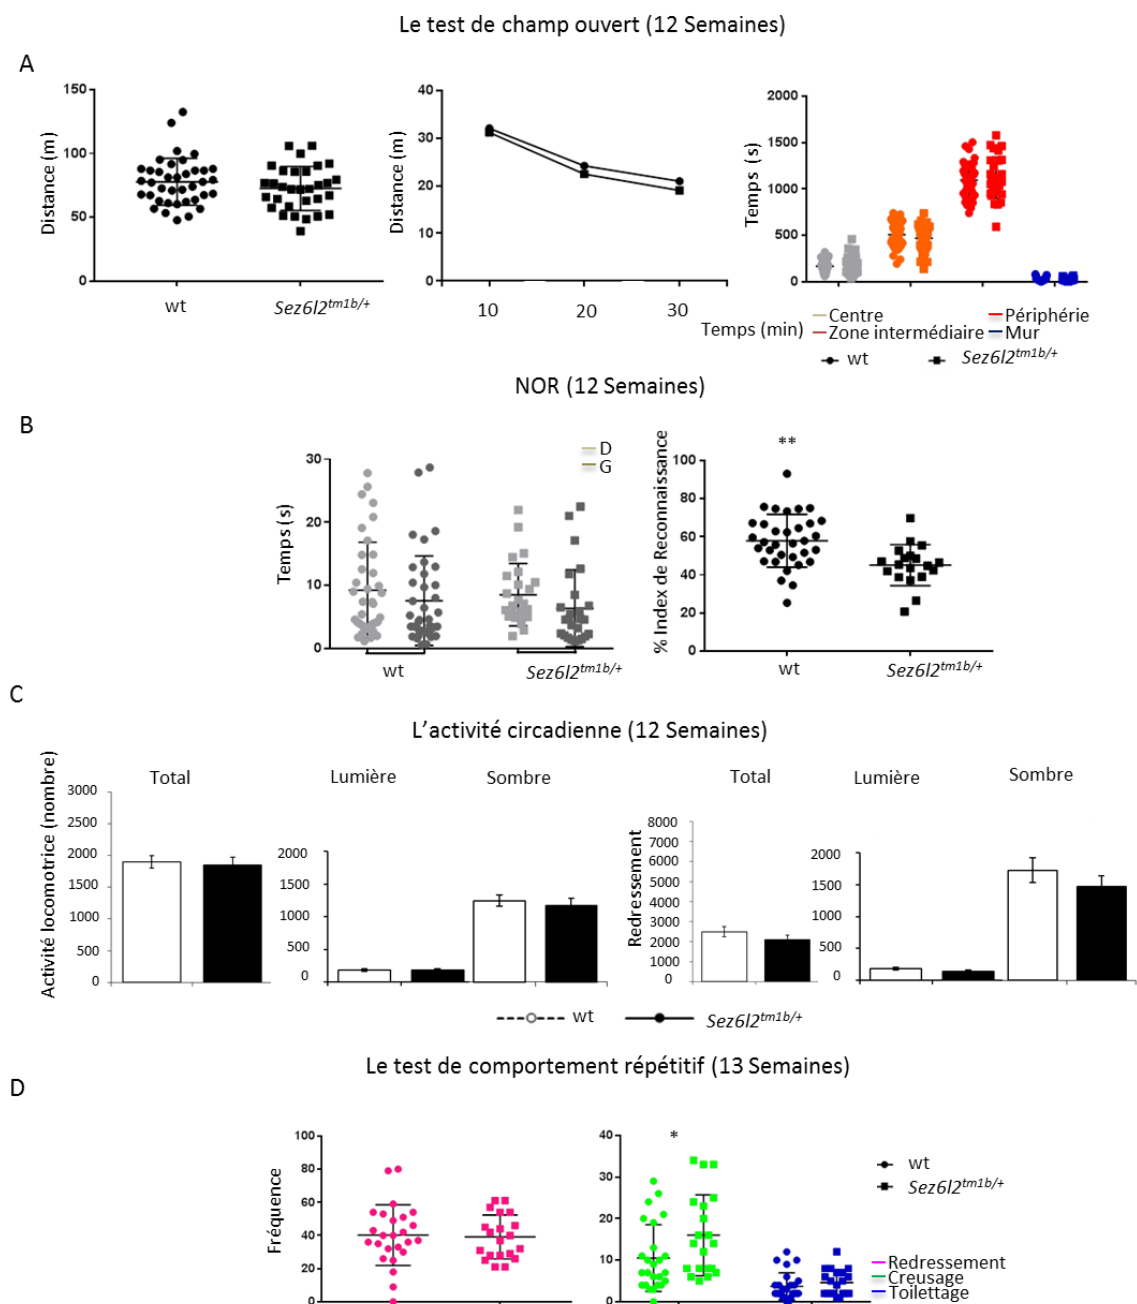 Le test de champ ouvert (12 Semaines)
A
Distance (m)
150
100
50
0
wt
Sez6l2tm1b/+
Distance (m)
40
30
20
10
0
10 20 30
Temps (min)
Temps (s)
2000
1500
1000
500
0
Centre
Périphérie
Zone intermédiaire
Mur
wt
Sez6l2tm1b/+
NOR (12 Semaines)
B
Temps (s)
30
20
10
0
D
G
wt
Sez6l2tm1b/+
% Index de Reconnaissance
**
100
80
60
40
20
0
wt
Sez6l2tm1b/+
C
L’activité circadienne (12 Semaines)
Activité locomotrice (nombre)
Total
3000
2500
2000
1500
1000
500
0
Lumière
Sombre
2000
1500
1000
500
0
Redressement
Total
8000
7000
6000
5000
4000
3000
2000
1000
0
Lumière
Sombre
2000
1500
1000
500
0
wt
Sez6l2tm1b/+
Le test de comportement répétitif (13 Semaines)
D
Fréquence
100
80
60
40
20
0
*
40
30
20
10
0
wt
Sez6l2tm1b/+
Redressement
Creusage
Toilettage